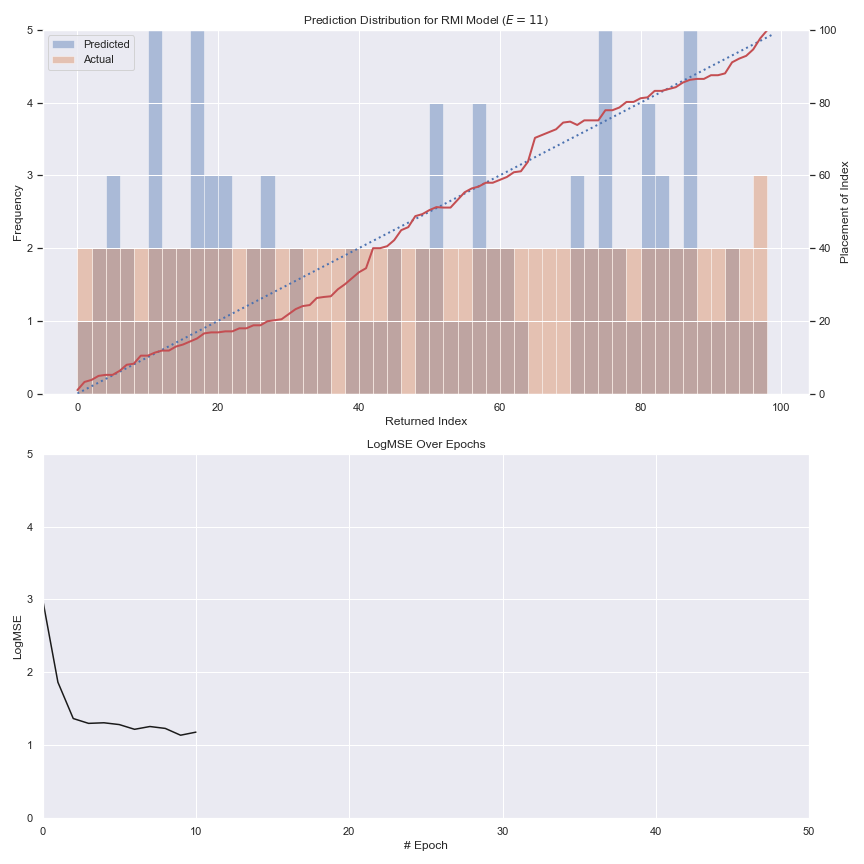 Prediction Distribution for RMI Model (E = 11)
Predicted
Actual
Frequency
5
4
3
2
1
0
100
80
60
40
20
0
Placement of Index
0 20 40 60 80 100
Returned Index
LogMSE Over Epochs
LogMSE
5
4
3
2
1
0
0 10 20 30 40 50
# Epoch